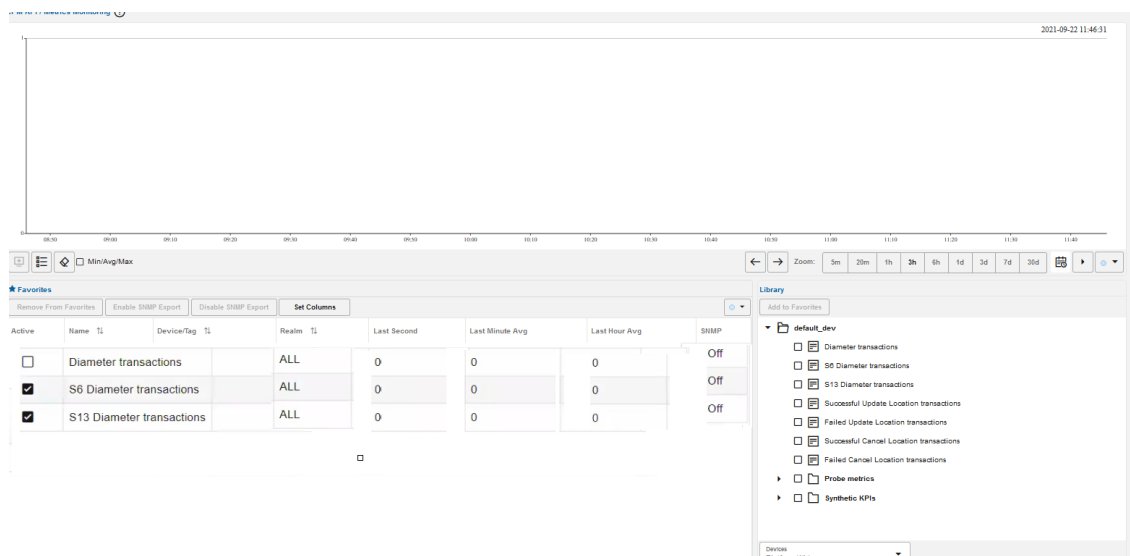 Metrics Monitoring
2021-09-22 11:46:31
1
0
08:50 09:00 09:10 09:20 09:30 09:40 09:50 10:00 10:10 10:20 10:30 10:40 10:50 11:00 11:10 11:20 11:30 11:40
Min/Avg/Max
Zoom: 5m 20m 1h 3h 6h 1d 3d 7d 30d
Favorites
Remove From Favorites Enable SNMP Export Disable SNMP Export Set Columns
Active Name Device/Tag Realm Last Second Last Minute Avg Last Hour Avg SNMP
Diameter transactions ALL 0 0 0 Off
S6 Diameter transactions ALL 0 0 0 Off
S13 Diameter transactions ALL 0 0 0 Off
Library
Add to Favorites
default_dev
Diameter transactions
S6 Diameter transactions
S13 Diameter transactions
Successful Update Location transactions
Failed Update Location transactions
Successful Cancel Location transactions
Failed Cancel Location transactions
Probe metrics
Synthetic KPIs
Devices